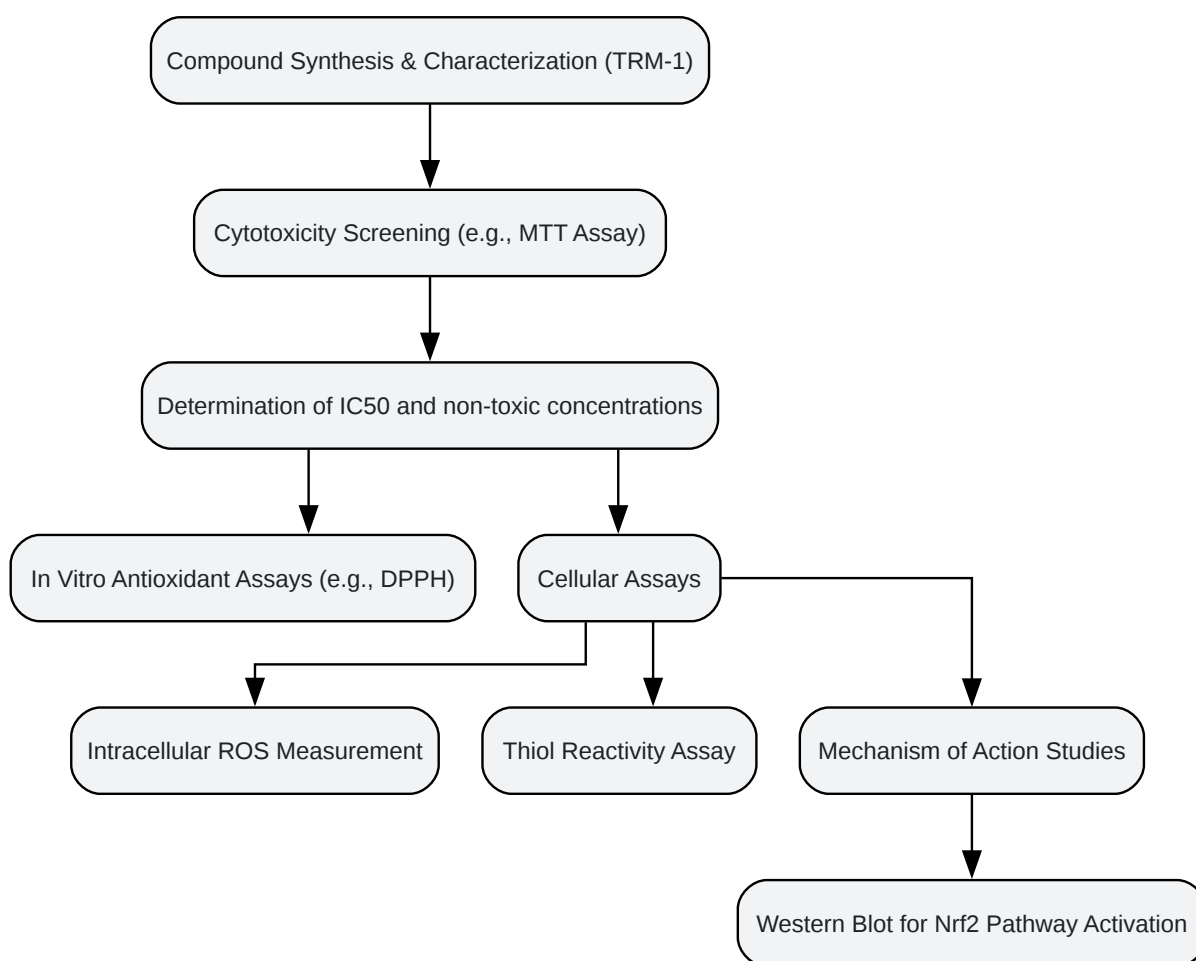 Compound Synthesis & Characterization (TRM-1)
Cytotoxicity Screening (e.g., MTT Assay)
Determination of IC50 and non-toxic concentrations
In Vitro Antioxidant Assays (e.g., DPPH)
Cellular Assays
Intracellular ROS Measurement
Thiol Reactivity Assay
Mechanism of Action Studies
Western Blot for Nrf2 Pathway Activation